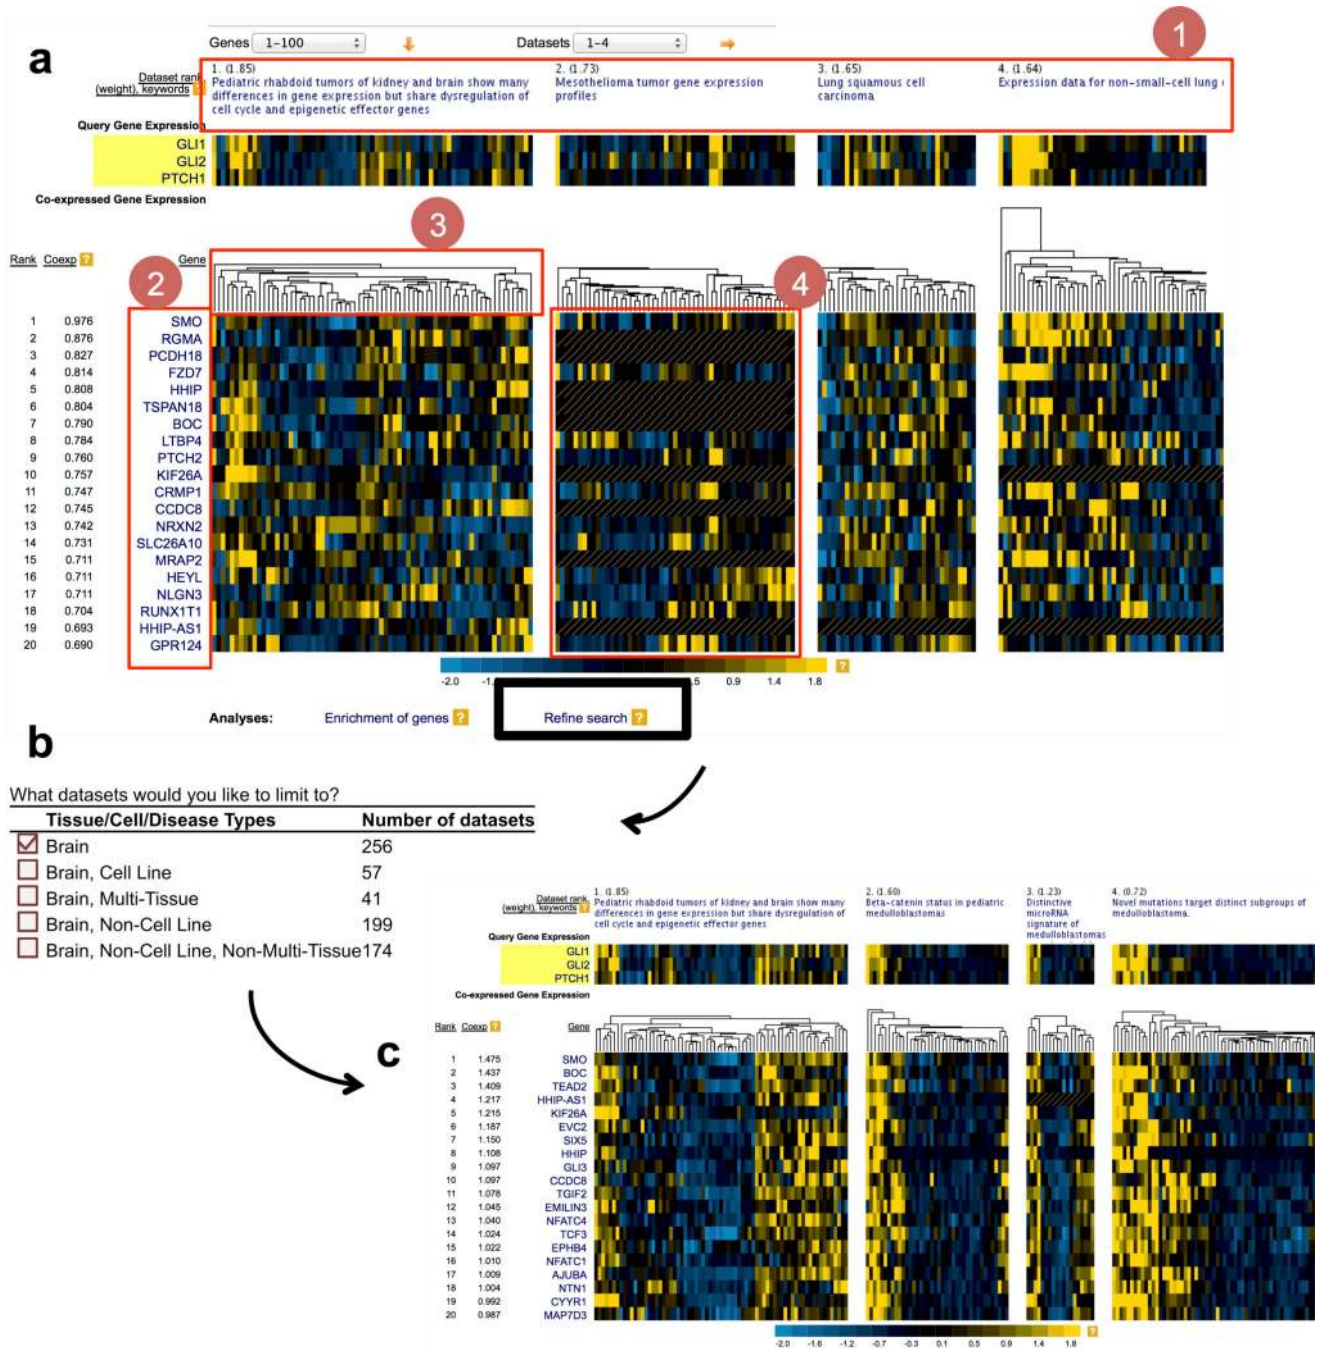 a
Genes 1-100 Datasets 1-4
1
Dataset rank
(weight), keywords ?
1. (1.85)
Pediatric rhabdoid tumors of kidney and brain show many
differences in gene expression but share dysregulation of
cell cycle and epigenetic effector genes
2. (1.73)
Mesothelioma tumor gene expression
profiles
3. (1.65)
Lung squamous cell
carcinoma
4. (1.64)
Expression data for non-small-cell lung
Query Gene Expression
GLI1
GLI2
PTCH1
Co-expressed Gene Expression
3
2
4
Rank Coexp ? Gene
1 0.976 SMO
2 0.876 RGMA
3 0.827 PCDH18
4 0.814 FZD7
5 0.808 HHIP
6 0.804 TSPAN18
7 0.790 BOC
8 0.784 LTBP4
9 0.760 PTCH2
10 0.757 KIF26A
11 0.747 CRMP1
12 0.745 CCDC8
13 0.742 NRXN2
14 0.731 SLC26A10
15 0.711 MRAP2
16 0.711 HEYL
17 0.711 NLGN3
18 0.704 RUNX1T1
19 0.693 HHIP-AS1
20 0.690 GPR124
-2.0 -1. .5 0.9 1.4 1.8 ?
Analyses: Enrichment of genes ? Refine search ?
b
What datasets would you like to limit to?
Tissue/Cell/Disease Types Number of datasets
Brain 256
Brain, Cell Line 57
Brain, Multi-Tissue 41
Brain, Non-Cell Line 199
Brain, Non-Cell Line, Non-Multi-Tissue 174
c
Dataset rank
(weight), keywords ?
1. (1.85)
Pediatric rhabdoid tumors of kidney and brain show many
differences in gene expression but share dysregulation of
cell cycle and epigenetic effector genes
2. (1.60)
Beta-catenin status in pediatric
medulloblastomas
3. (1.23)
Distinctive
microRNA
signature of
medulloblastomas
4. (0.72)
Novel mutations target distinct subgroups of
medulloblastoma.
Query Gene Expression
GLI1
GLI2
PTCH1
Co-expressed Gene Expression
Rank Coexp ? Gene
1 1.475 SMO
2 1.437 BOC
3 1.409 TEAD2
4 1.217 HHIP-AS1
5 1.215 KIF26A
6 1.187 EVC2
7 1.150 SIX5
8 1.108 HHIP
9 1.097 GLI3
10 1.097 CCDC8
11 1.078 TGIF2
12 1.045 EMILIN3
13 1.040 NFATC4
14 1.024 TCF3
15 1.022 EPHB4
16 1.010 NFATC1
17 1.009 AJUBA
18 1.004 NTN1
19 0.992 CYYR1
20 0.987 MAP7D3
-2.0 -1.6 -1.2 -0.7 -0.3 0.1 0.5 0.9 1.4 1.8 ?